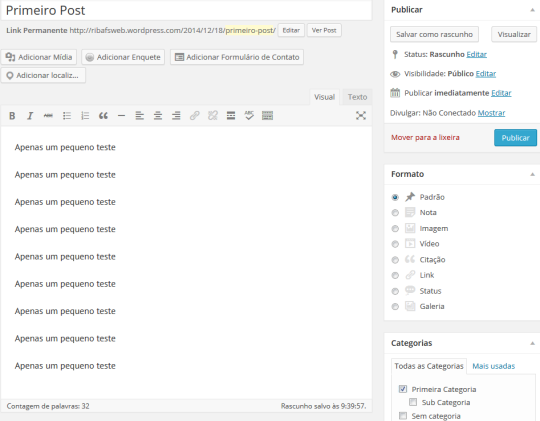 Primeiro Post
Link Permanente http://ribafsweb.wordpress.com/2014/12/18/primeiro-post/ Editar Ver Post
Adicionar Mídia Adicionar Enquete Adicionar Formulário de Contato
Adicionar localiz...
Visual Texto
B I ABC ABC
Apenas um pequeno teste
Apenas um pequeno teste
Apenas um pequeno teste
Apenas um pequeno teste
Apenas um pequeno teste
Apenas um pequeno teste
Apenas um pequeno teste
Apenas um pequeno teste
Apenas um pequeno teste
Contagem de palavras: 32 Rascunho salvo às 9:39:57.
Publicar
Salvar como rascunho Visualizar
Status: Rascunho Editar
Visibilidade: Público Editar
Publicar imediatamente Editar
Divulgar: Não Conectado Mostrar
Mover para a lixeira Publicar
Formato
Padrão
Nota
Imagem
Vídeo
Citação
Link
Status
Galeria
Categorias
Todas as Categorias Mais usadas
Primeira Categoria
Sub Categoria
Sem categoria